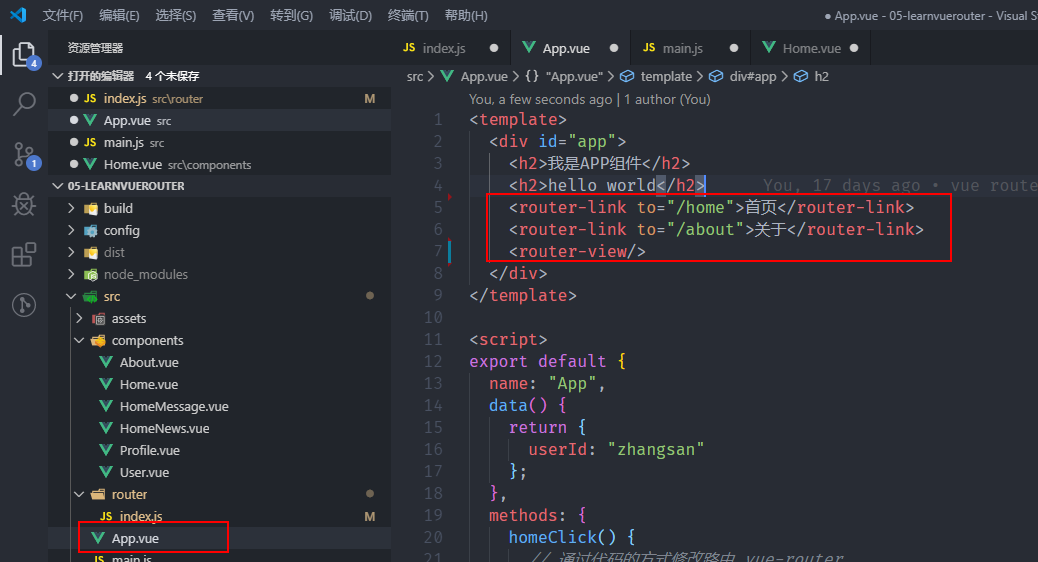 文件(F) 编辑(E) 选择(S) 查看(V) 转到(G) 调试(D) 终端(T) 帮助(H) ● App.vue - 05-learnvuerouter - Visual
资源管理器
打开的编辑器 4 个未保存
JS index.js src\router M
App.vue src
JS main.js src
Home.vue src\components
05-LEARNVUEROUTER
build
config
dist
node_modules
src
assets
components
About.vue
Home.vue
HomeMessage.vue
HomeNews.vue
Profile.vue
User.vue
router
JS index.js M
App.vue
JS main.js
4
1
JS index.js App.vue JS main.js Home.vue
src > App.vue > {} "App.vue" > template > div#app > h2
You, a few seconds ago | 1 author (You)
1 <template>
2 <div id="app">
3 <h2>我是APP组件</h2>
4 <h2>hello world</h2> You, 17 days ago • vue route
5 <router-link to="/home">首页</router-link>
6 <router-link to="/about">关于</router-link>
7 <router-view/>
8 </div>
9 </template>
10
11 <script>
12 export default {
13 name: "App",
14 data() {
15 return {
16 userId: "zhangsan"
17 };
18 },
19 methods: {
20 homeClick() {
21 // 通过代码的方式修改路由 vue-router